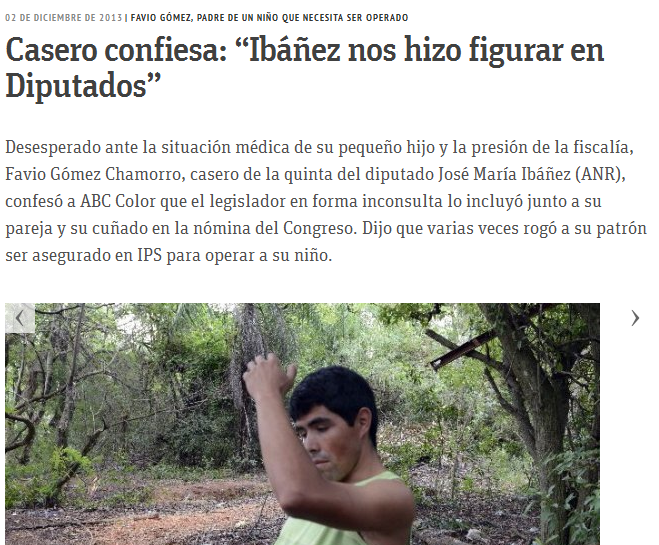 02 DE DICIEMBRE DE 2013 | FAVIO GÓMEZ, PADRE DE UN NIÑO QUE NECESITA SER OPERADO
Casero confiesa: “Ibáñez nos hizo figurar en
Diputados”
Desesperado ante la situación médica de su pequeño hijo y la presión de la fiscalía,
Favio Gómez Chamorro, casero de la quinta del diputado José María Ibáñez (ANR),
confesó a ABC Color que el legislador en forma inconsulta lo incluyó junto a su
pareja y su cuñado en la nómina del Congreso. Dijo que varias veces rogó a su patrón
ser asegurado en IPS para operar a su niño.